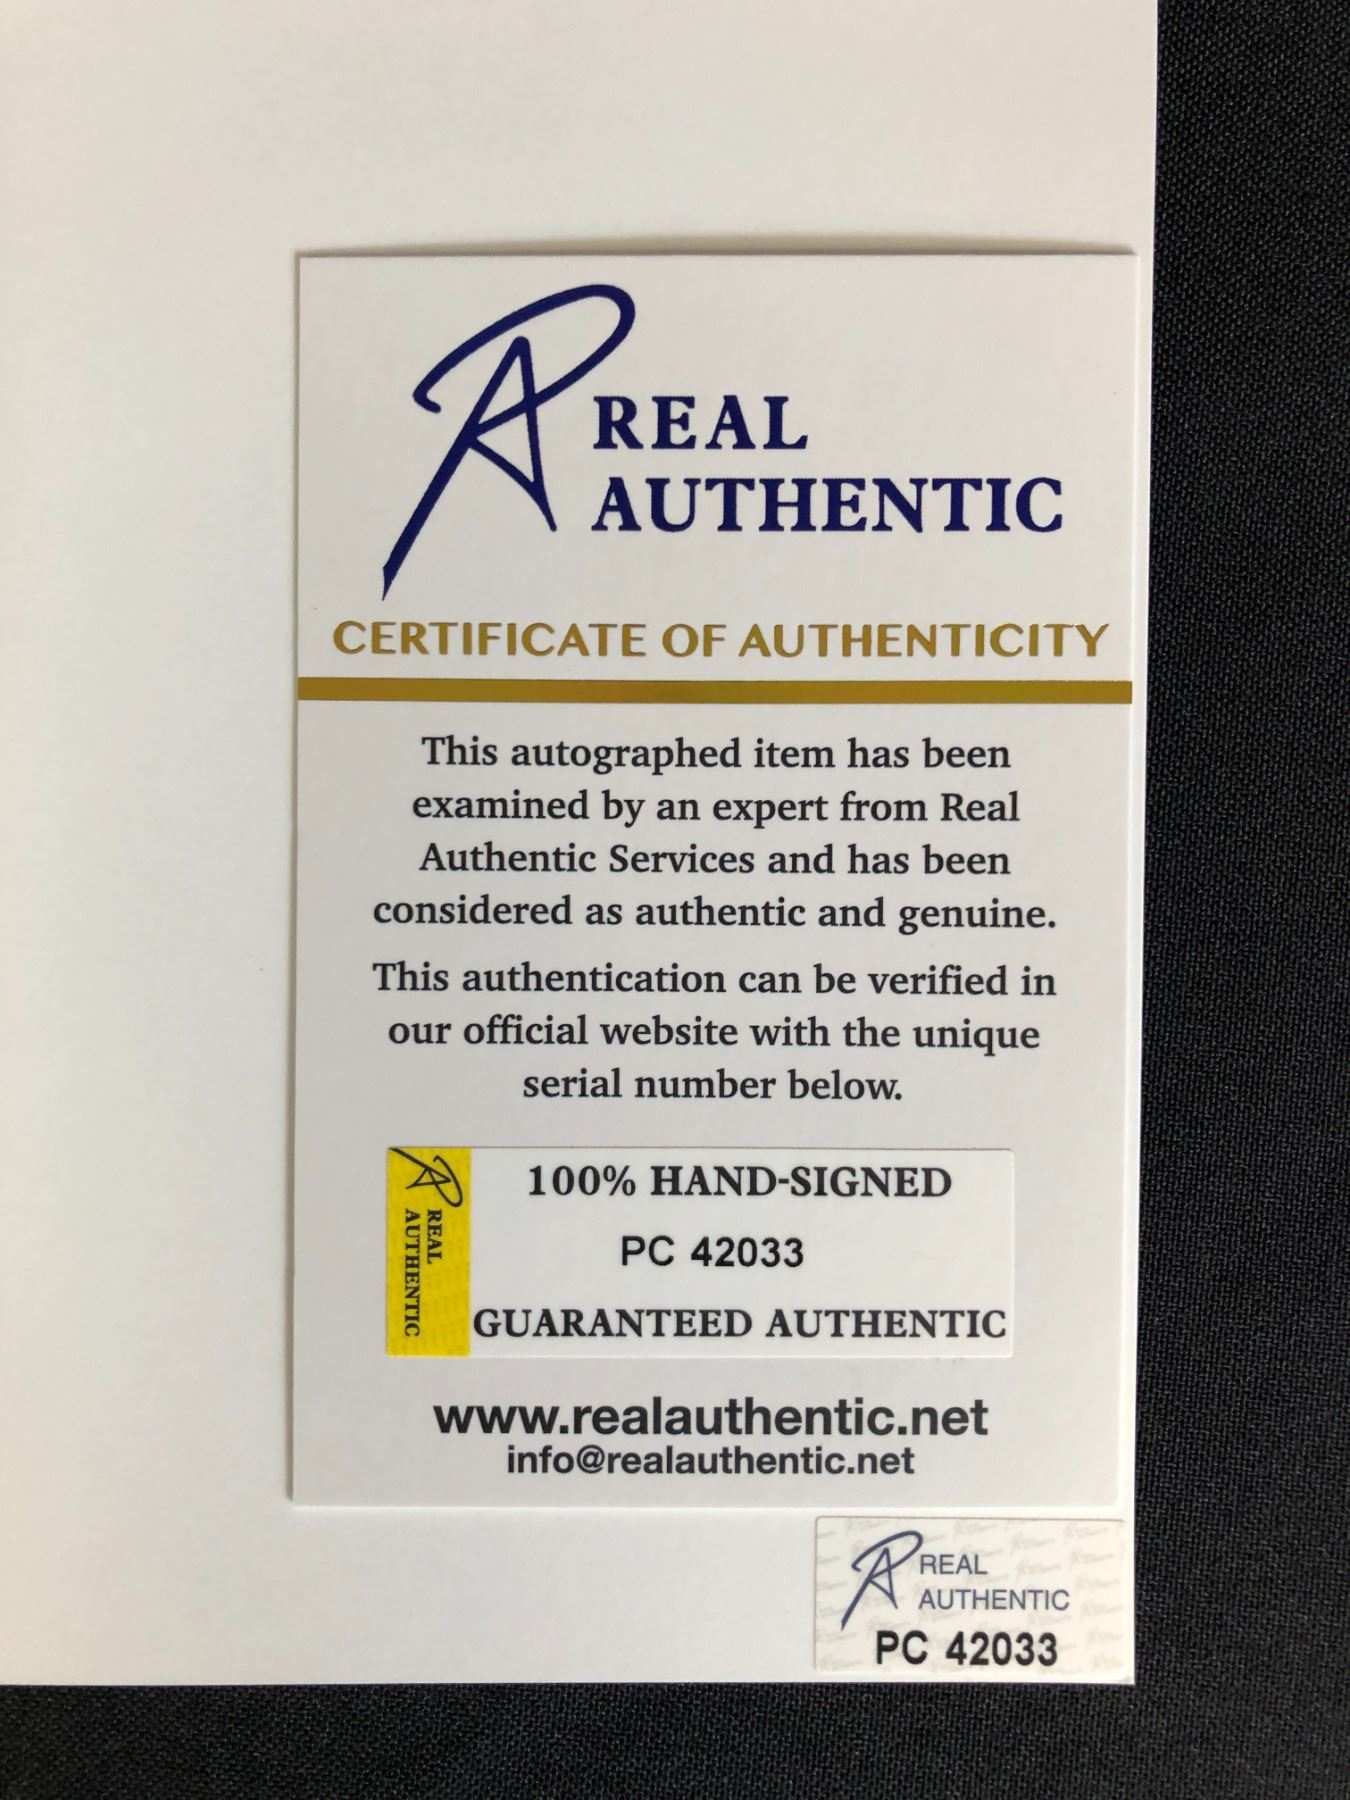 REAL
AUTHENTIC
CERTIFICATE OF AUTHENTICITY
This autographed item has been
examined by an expert from Real
Authentic Services and has been
considered as authentic and genuine.
This authentication can be verified in
our official website with the unique
serial number below.
REAL
AUTHENTIC
100% HAND-SIGNED
PC 42033
GUARANTEED AUTHENTIC
www.realauthentic.net
info@realauthentic.net
REAL
AUTHENTIC
PC 42033